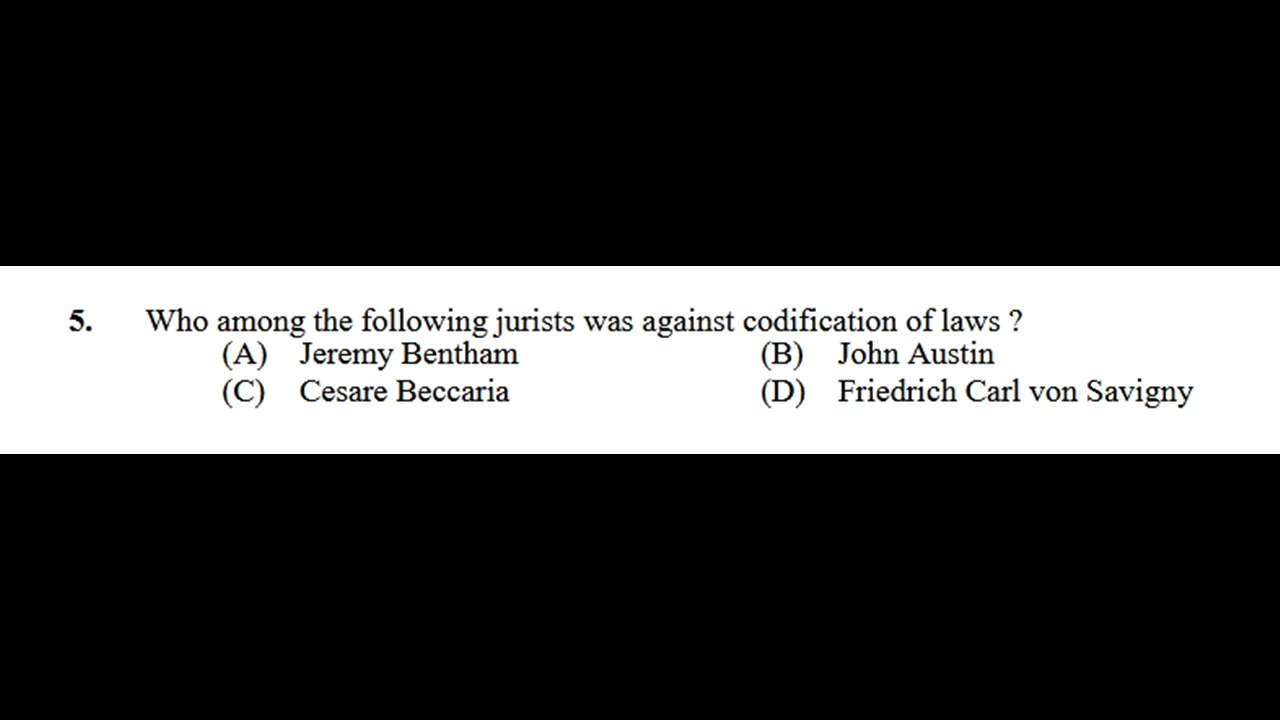 5. Who among the following jurists was against codification of laws ?
(A) Jeremy Bentham (B) John Austin
(C) Cesare Beccaria (D) Friedrich Carl von Savigny